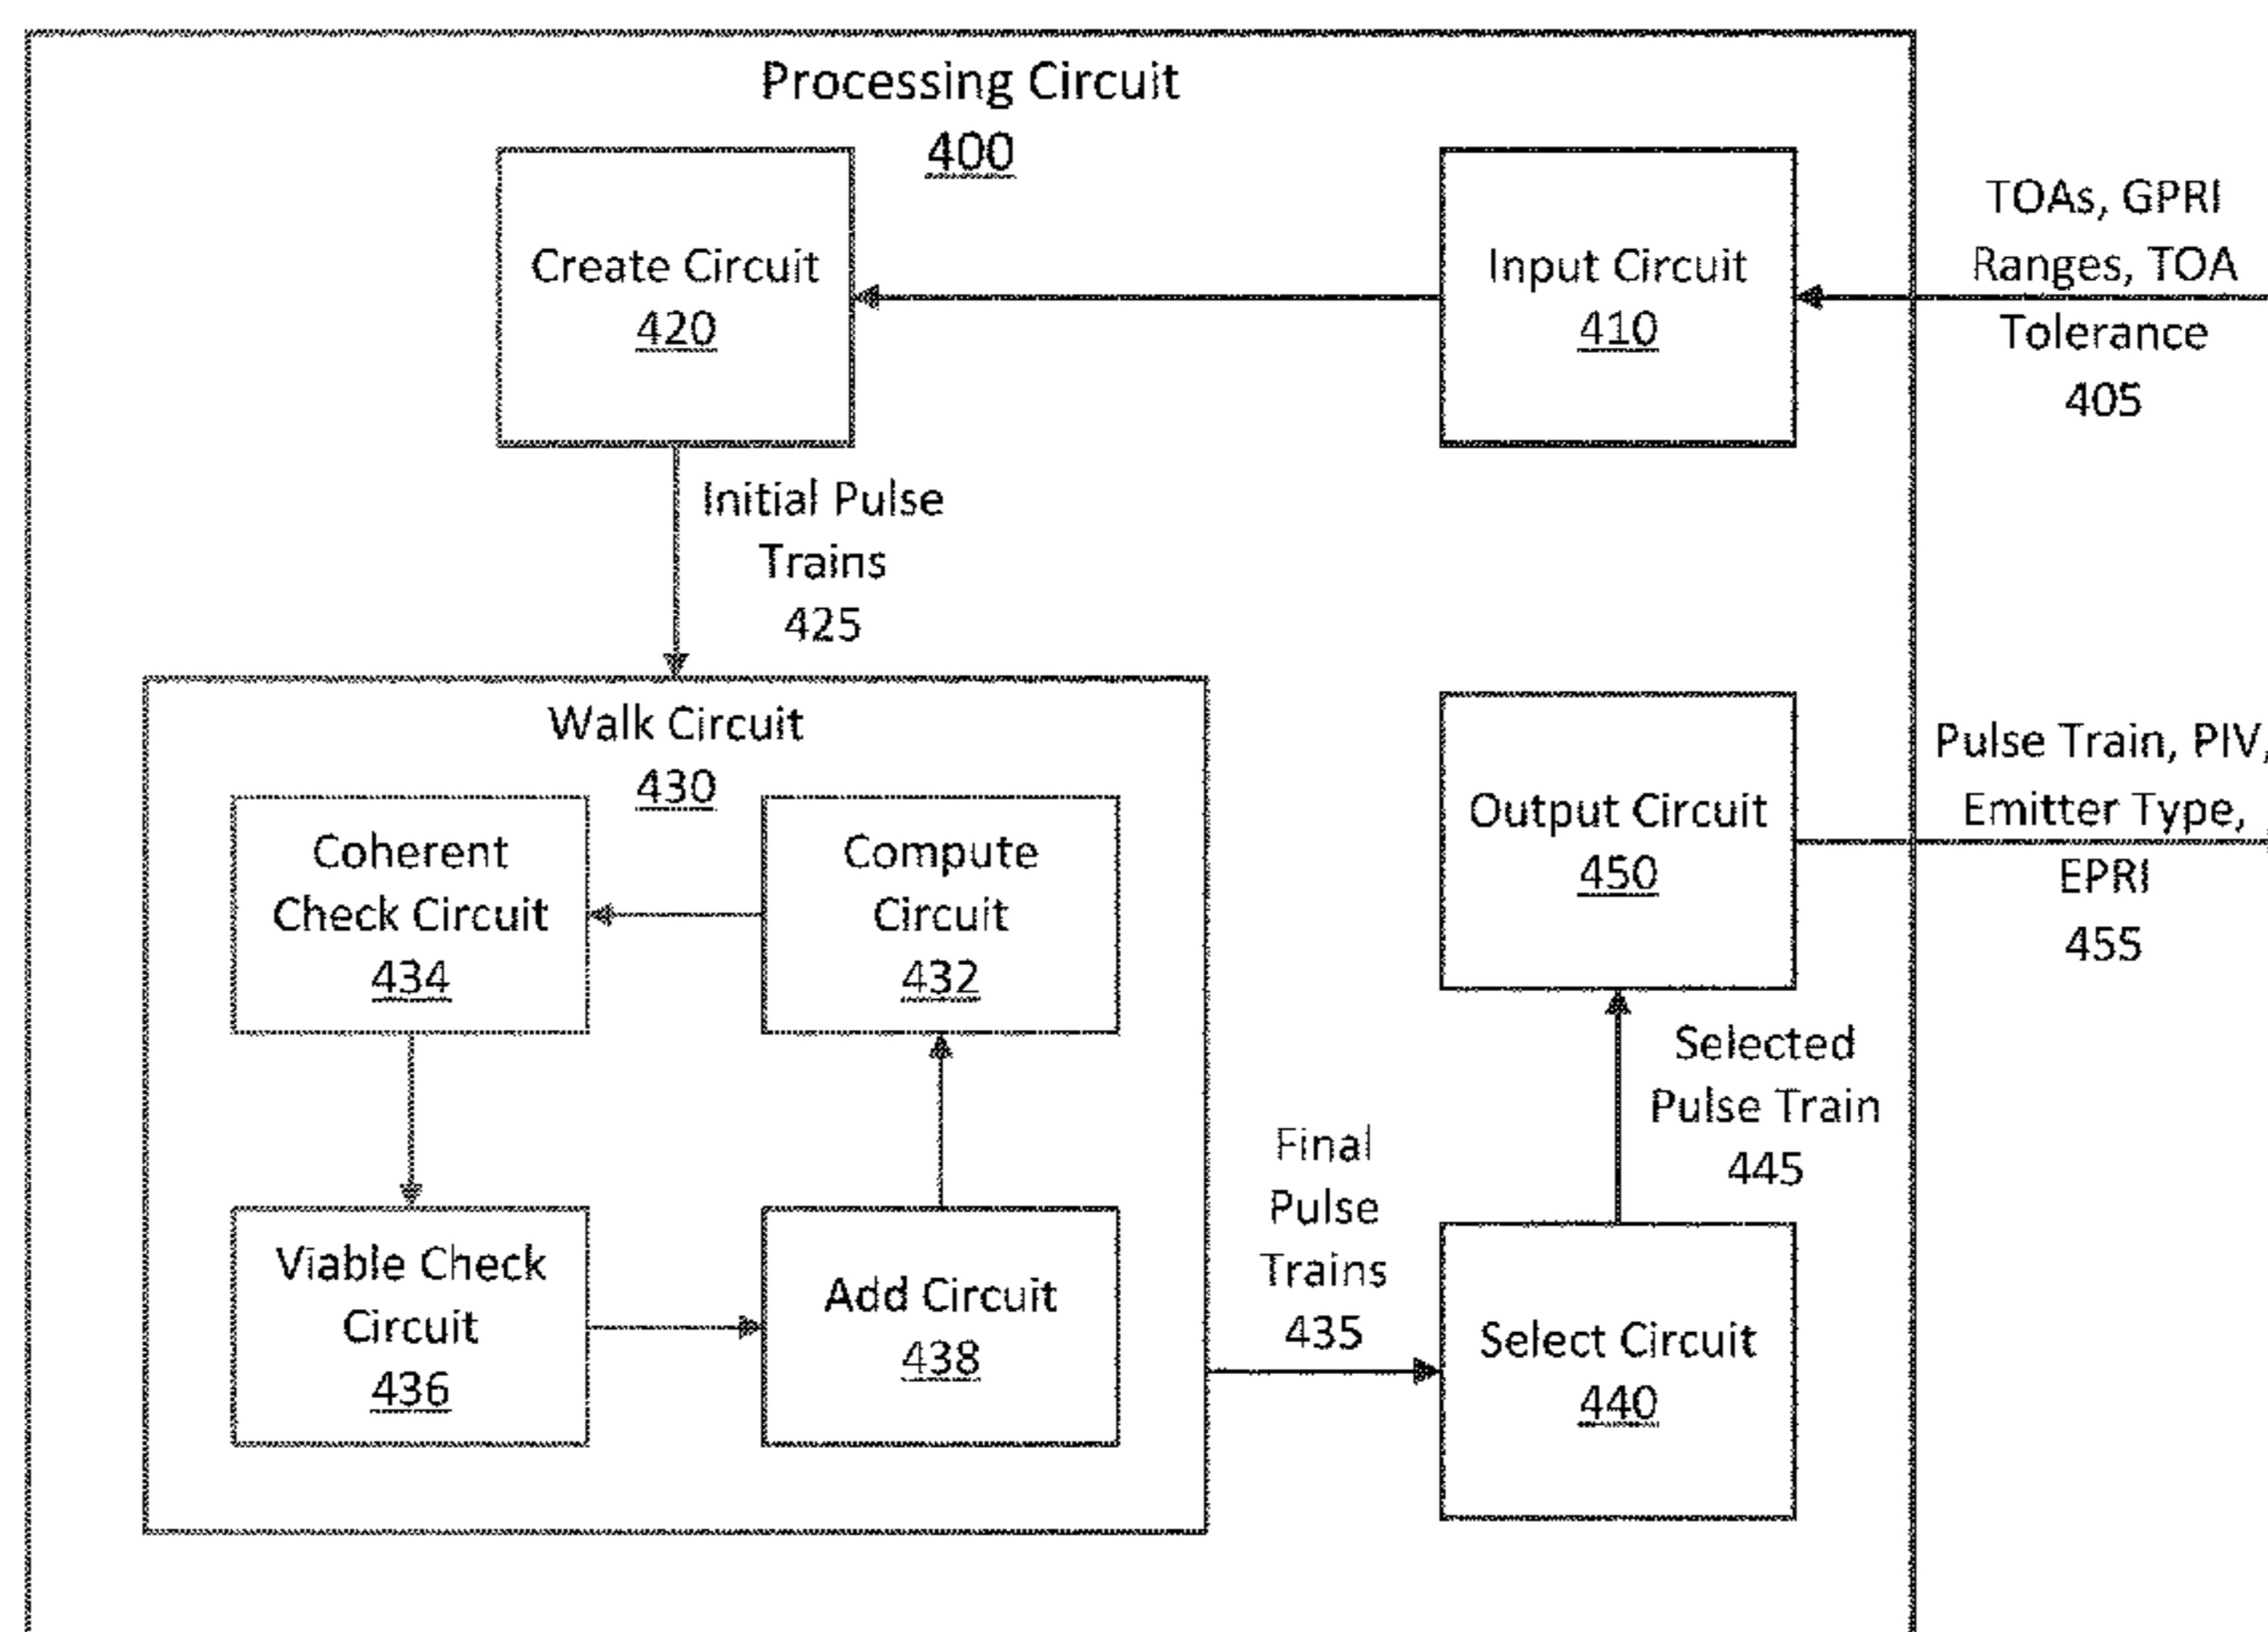 Processing Circuit
400
Create Circuit
420
Input Circuit
410
TOAs, GPRI
Ranges, TOA
Tolerance
405
Initial Pulse
Trains
425
Walk Circuit
430
Coherent
Check Circuit
434
Compute
Circuit
432
Viable Check
Circuit
436
Add Circuit
438
Final
Pulse
Trains
435
Select Circuit
440
Selected
Pulse Train
445
Output Circuit
450
Pulse Train, PIV,
Emitter Type,
EPRI
455